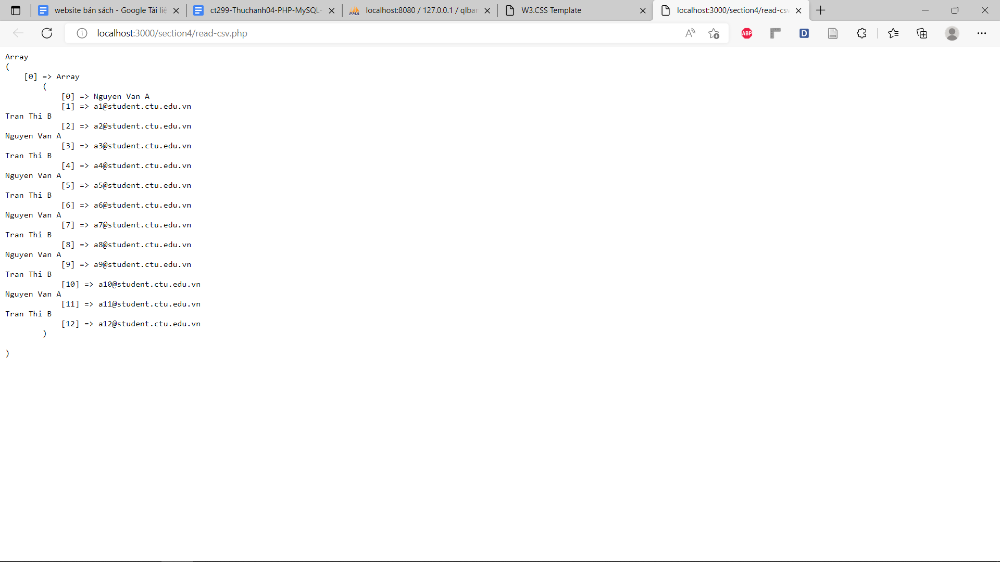 website bán sách - Google Tài liệ
ct299-Thuchanh04-PHP-MySQL-
localhost:8080 / 127.0.0.1 / qlban
W3.CSS Template
localhost:3000/section4/read-csv
localhost:3000/section4/read-csv.php
A
ABP
D
Array
(
[0] => Array
(
[0] => Nguyen Van A
[1] => a1@student.ctu.edu.vn
Tran Thi B
[2] => a2@student.ctu.edu.vn
Nguyen Van A
[3] => a3@student.ctu.edu.vn
Tran Thi B
[4] => a4@student.ctu.edu.vn
Nguyen Van A
[5] => a5@student.ctu.edu.vn
Tran Thi B
[6] => a6@student.ctu.edu.vn
Nguyen Van A
[7] => a7@student.ctu.edu.vn
Tran Thi B
[8] => a8@student.ctu.edu.vn
Nguyen Van A
[9] => a9@student.ctu.edu.vn
Tran Thi B
[10] => a10@student.ctu.edu.vn
Nguyen Van A
[11] => a11@student.ctu.edu.vn
Tran Thi B
[12] => a12@student.ctu.edu.vn
)
)